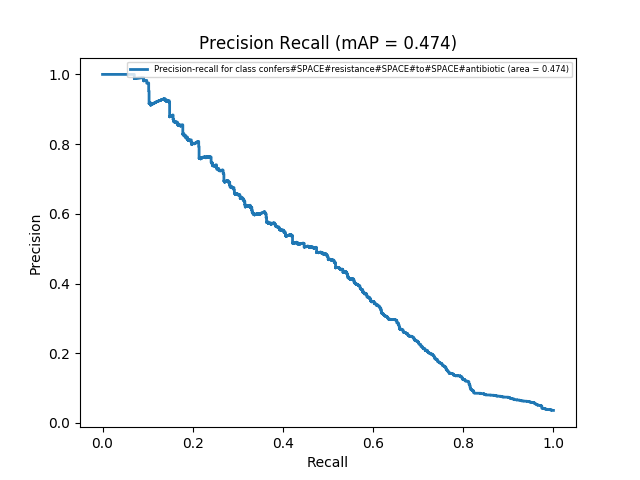 Precision Recall (mAP = 0.474)
Precision-recall for class confers#SPACE#resistance#SPACE#to#SPACE#antibiotic (area = 0.474)
1.0
0.8
0.6
0.4
0.2
0.0
Precision
0.0 0.2 0.4 0.6 0.8 1.0
Recall